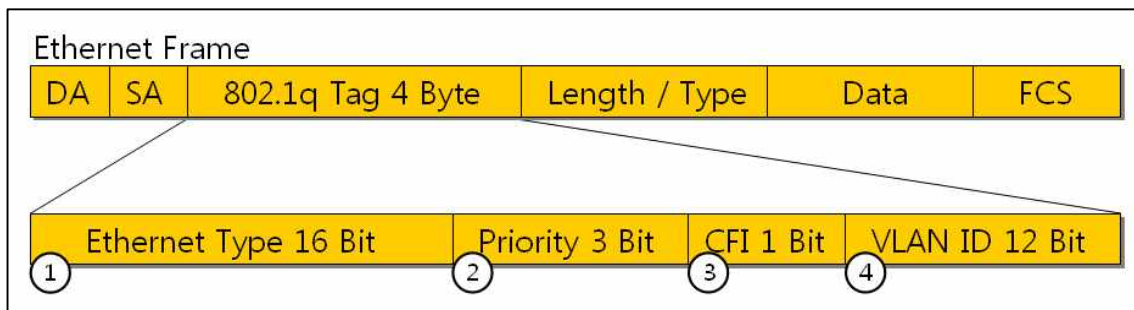 Ethernet Frame
DA SA 802.1q Tag 4 Byte Length / Type Data FCS
Ethernet Type 16 Bit Priority 3 Bit CFI 1 Bit VLAN ID 12 Bit
1 2 3 4